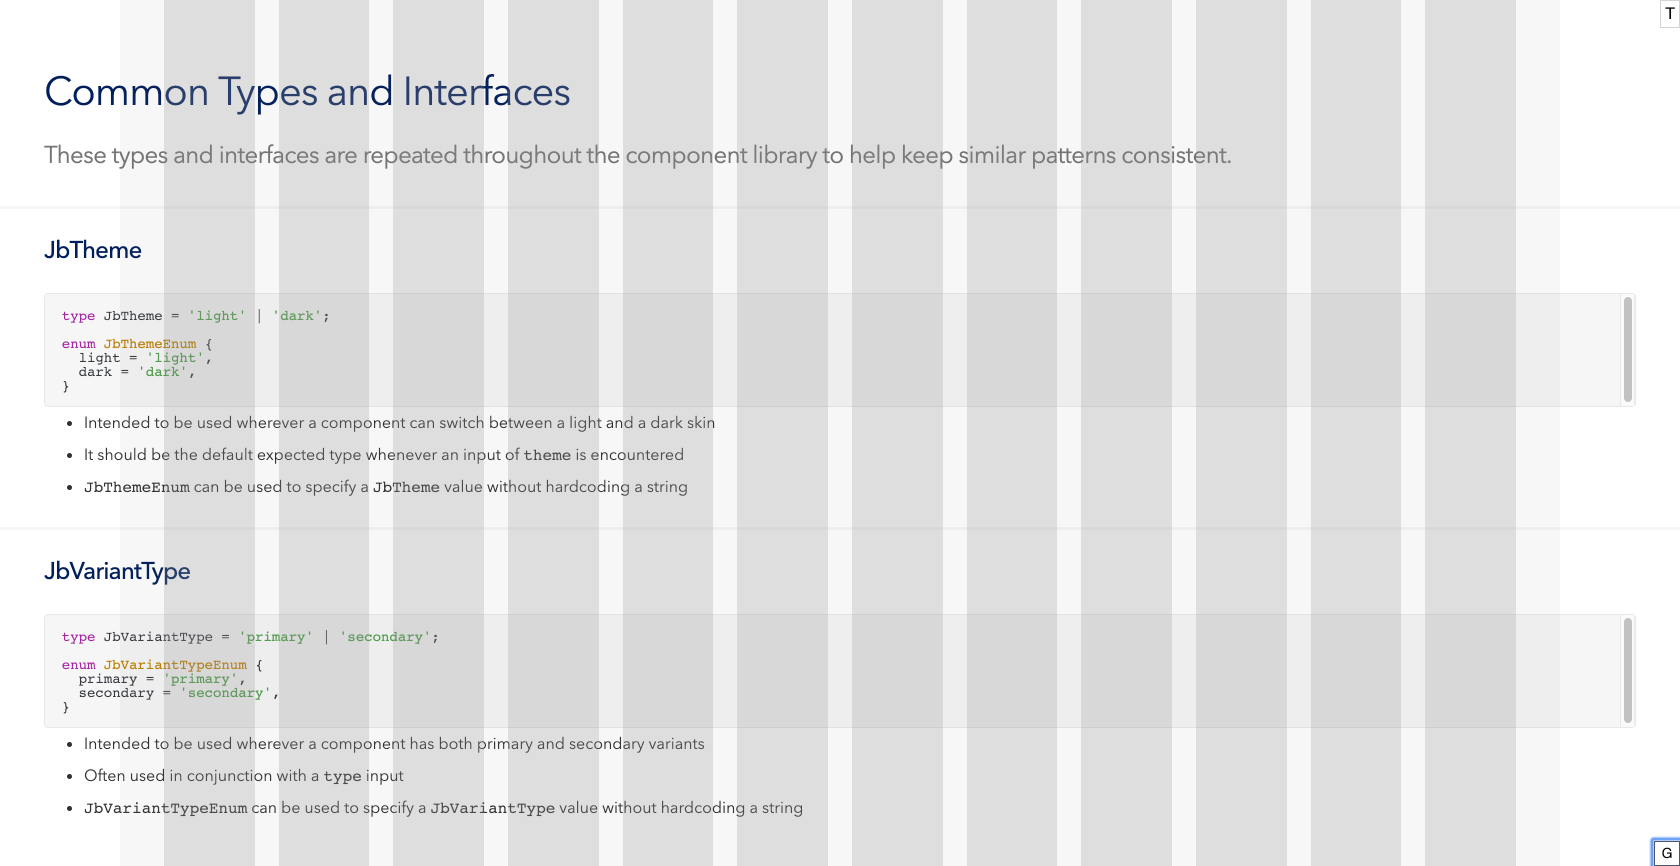 T
Common Types and Interfaces
These types and interfaces are repeated throughout the component library to help keep similar patterns consistent.
JbTheme
type JbTheme = 'light' | 'dark';
enum JbThemeEnum {
  light = 'light',
  dark = 'dark',
}
• Intended to be used wherever a component can switch between a light and a dark skin
• It should be the default expected type whenever an input of theme is encountered
• JbThemeEnum can be used to specify a JbTheme value without hardcoding a string
JbVariantType
type JbVariantType = 'primary' | 'secondary';
enum JbVariantTypeEnum {
  primary = 'primary',
  secondary = 'secondary',
}
• Intended to be used wherever a component has both primary and secondary variants
• Often used in conjunction with a type input
• JbVariantTypeEnum can be used to specify a JbVariantType value without hardcoding a string
G